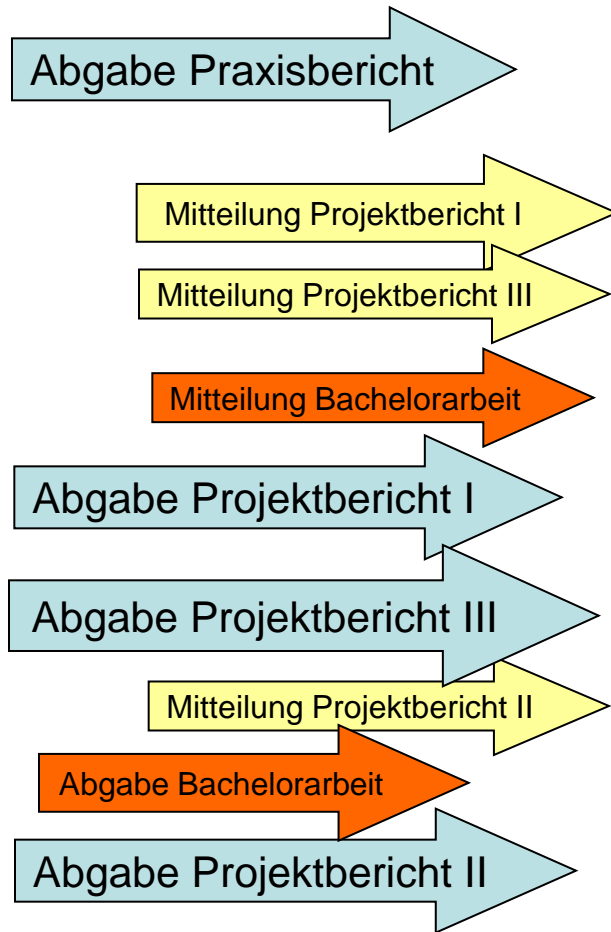 Abgabe Praxisbericht
Mitteilung Projektbericht I
Mitteilung Projektbericht III
Mitteilung Bachelorarbeit
Abgabe Projektbericht I
Abgabe Projektbericht III
Mitteilung Projektbericht II
Abgabe Bachelorarbeit
Abgabe Projektbericht II